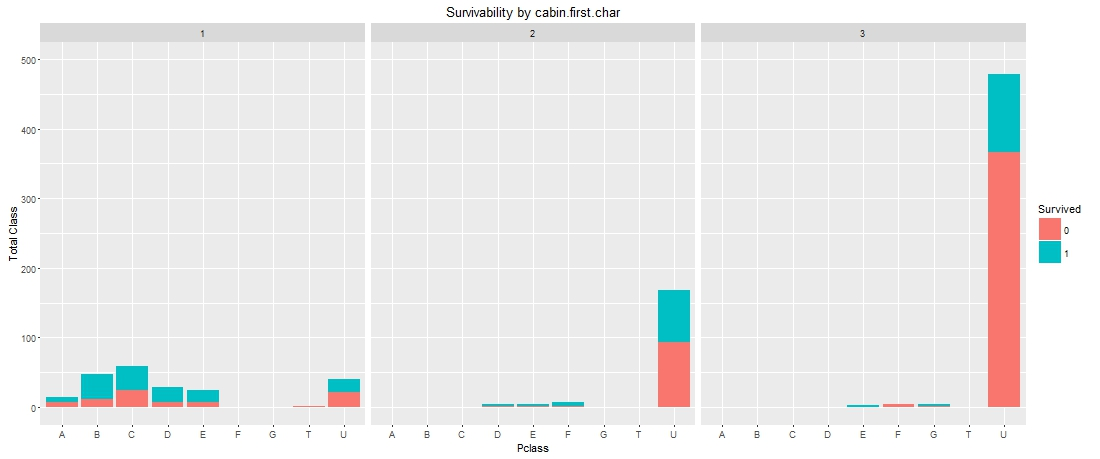 Survivability by cabin.first.char
1 2 3
500
400
300
200
100
0
Total Class
A B C D E F G T U A B C D E F G T U A B C D E F G T U
Pclass
Survived
0
1